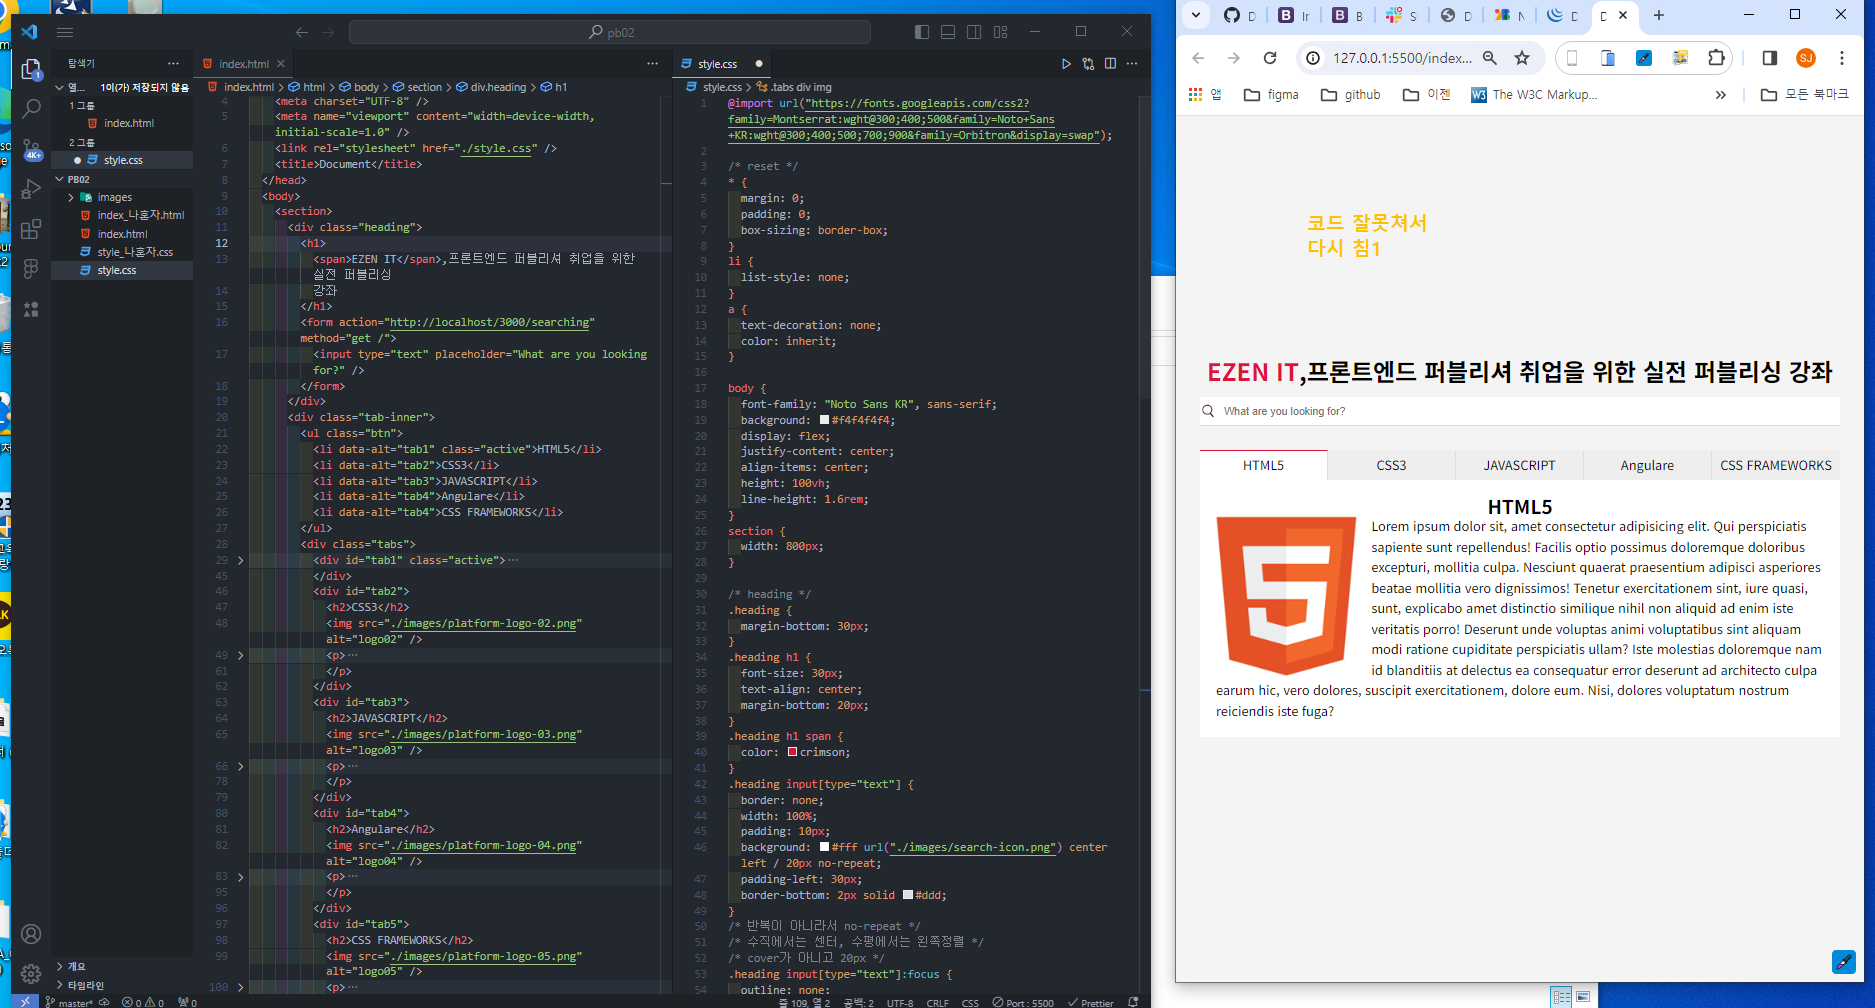 pb02
탐색기
index.html
style.css
열... 1이(가) 저장되지 않음
1 그룹
index.html
2 그룹
style.css
PB02
images
index_나혼자.html
index.html
style_나혼자.css
style.css
개요
타임라인
index.html > html > body > section > div.heading > h1
4 <meta charset="UTF-8" />
5 <meta name="viewport" content="width=device-width,
initial-scale=1.0" />
6 <link rel="stylesheet" href="./style.css" />
7 <title>Document</title>
8 </head>
9 <body>
10 <section>
11 <div class="heading">
12 <h1>
13 <span>EZEN IT</span>,프론트엔드 퍼블리셔 취업을 위한
실전 퍼블리싱
14 강좌
15 </h1>
16 <form action="http://localhost/3000/searching"
method="get />
17 <input type="text" placeholder="What are you looking
for?" />
18 </form>
19 </div>
20 <div class="tab-inner">
21 <ul class="btn">
22 <li data-alt="tab1" class="active">HTML5</li>
23 <li data-alt="tab2">CSS3</li>
24 <li data-alt="tab3">JAVASCRIPT</li>
25 <li data-alt="tab4">Angulare</li>
26 <li data-alt="tab4">CSS FRAMEWORKS</li>
27 </ul>
28 <div class="tabs">
29 <div id="tab1" class="active">…
45 </div>
46 <div id="tab2">
47 <h2>CSS3</h2>
48 <img src="./images/platform-logo-02.png"
alt="logo02" />
49 <p>…
61 </p>
62 </div>
63 <div id="tab3">
64 <h2>JAVASCRIPT</h2>
65 <img src="./images/platform-logo-03.png"
alt="logo03" />
66 <p>…
78 </p>
79 </div>
80 <div id="tab4">
81 <h2>Angulare</h2>
82 <img src="./images/platform-logo-04.png"
alt="logo04" />
83 <p>…
95 </p>
96 </div>
97 <div id="tab5">
98 <h2>CSS FRAMEWORKS</h2>
99 <img src="./images/platform-logo-05.png"
alt="logo05" />
100 <p>…
style.css > .tabs div img
1 @import url("https://fonts.googleapis.com/css2?
family=Montserrat:wght@300;400;500&family=Noto+Sans
+KR:wght@300;400;500;700;900&family=Orbitron&display=swap");
2
3 /* reset */
4 * {
5 margin: 0;
6 padding: 0;
7 box-sizing: border-box;
8 }
9 li {
10 list-style: none;
11 }
12 a {
13 text-decoration: none;
14 color: inherit;
15 }
16
17 body {
18 font-family: "Noto Sans KR", sans-serif;
19 background: #f4f4f4f4;
20 display: flex;
21 justify-content: center;
22 align-items: center;
23 height: 100vh;
24 line-height: 1.6rem;
25 }
26 section {
27 width: 800px;
28 }
29
30 /* heading */
31 .heading {
32 margin-bottom: 30px;
33 }
34 .heading h1 {
35 font-size: 30px;
36 text-align: center;
37 margin-bottom: 20px;
38 }
39 .heading h1 span {
40 color: crimson;
41 }
42 .heading input[type="text"] {
43 border: none;
44 width: 100%;
45 padding: 10px;
46 background: #fff url("./images/search-icon.png") center
left / 20px no-repeat;
47 padding-left: 30px;
48 border-bottom: 2px solid #ddd;
49 }
50 /* 반복이 아니라서 no-repeat */
51 /* 수직에서는 센터, 수평에서는 왼쪽정렬 */
52 /* cover가 아니고 20px */
53 .heading input[type="text"]:focus {
54 outline: none;
master* 0 0 0 줄 109, 열 2 공백: 2 UTF-8 CRLF CSS Port : 5500 Prettier
127.0.0.1:5500/index...
SJ
앱 figma github 이젠 The W3C Markup... » 모든 북마크
코드 잘못쳐서
다시 침1
EZEN IT,프론트엔드 퍼블리셔 취업을 위한 실전 퍼블리싱 강좌
What are you looking for?
HTML5 CSS3 JAVASCRIPT Angulare CSS FRAMEWORKS
HTML5
Lorem ipsum dolor sit, amet consectetur adipisicing elit. Qui perspiciatis
sapiente sunt repellendus! Facilis optio possimus doloremque doloribus
excepturi, mollitia culpa. Nesciunt quaerat praesentium adipisci asperiores
beatae mollitia vero dignissimos! Tenetur exercitationem sint, iure quasi,
sunt, explicabo amet distinctio similique nihil non aliquid ad enim iste
veritatis porro! Deserunt unde voluptas animi voluptatibus sint aliquam
modi ratione cupiditate perspiciatis ullam? Iste molestias doloremque nam
id blanditiis at delectus ea consequatur error deserunt ad architecto culpa
earum hic, vero dolores, suscipit exercitationem, dolore eum. Nisi, dolores voluptatum nostrum
reiciendis iste fuga?